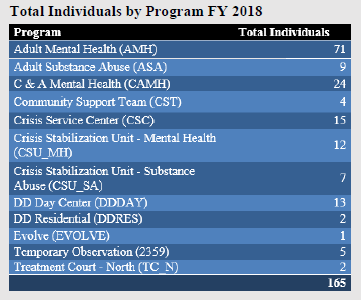 Total Individuals by Program FY 2018
Program Total Individuals
Adult Mental Health (AMH) 71
Adult Substance Abuse (ASA) 9
C & A Mental Health (CAMH) 24
Community Support Team (CST) 4
Crisis Service Center (CSC) 15
Crisis Stabilization Unit - Mental Health
(CSU_MH) 12
Crisis Stabilization Unit - Substance
Abuse (CSU_SA) 7
DD Day Center (DDDAY) 13
DD Residential (DDRES) 2
Evolve (EVOLVE) 1
Temporary Observation (2359) 5
Treatment Court - North (TC_N) 2
165